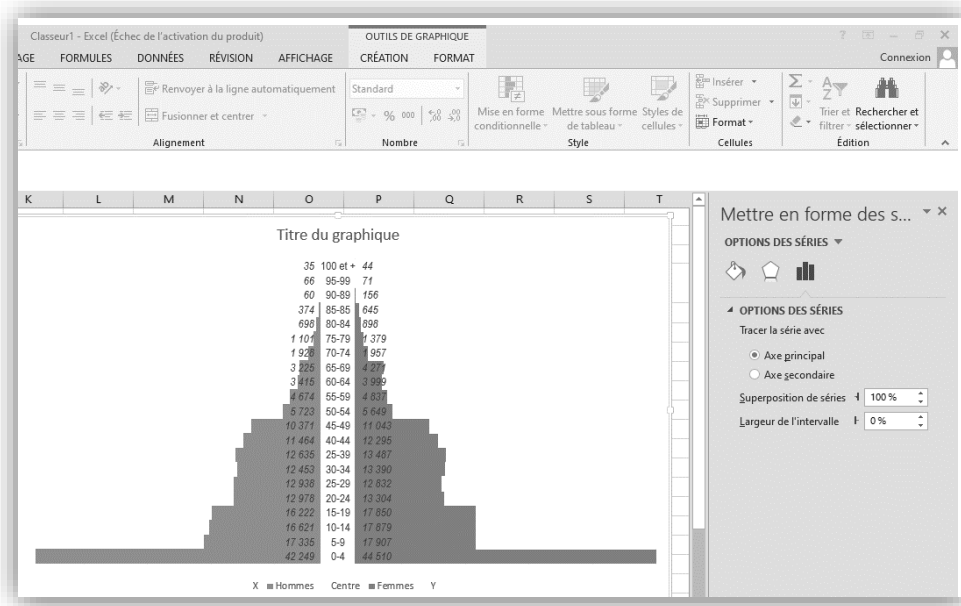 Classeur1 - Excel (Échec de l'activation du produit)
OUTILS DE GRAPHIQUE
AGE FORMULES DONNÉES RÉVISION AFFICHAGE CRÉATION FORMAT
Connexion
Renvoyer à la ligne automatiquement
Fusionner et centrer
Alignement
Standard
% 000
Nombre
Mise en forme conditionnelle
Mettre sous forme de tableau
Styles de cellules
Style
Insérer
Supprimer
Format
Cellules
Trier et filtrer
Rechercher et sélectionner
Édition
K L M N O P Q R S T
Titre du graphique
35 100 et + 44
66 95-99 71
60 90-89 156
374 85-85 645
698 80-84 898
1 101 75-79 1 379
1 928 70-74 1 957
3 225 65-69 4 271
3 415 60-64 3 999
4 674 55-59 4 837
5 723 50-54 5 649
10 371 45-49 11 043
11 464 40-44 12 295
12 635 25-39 13 487
12 453 30-34 13 390
12 938 25-29 12 832
12 978 20-24 13 304
16 222 15-19 17 850
16 621 10-14 17 879
17 335 5-9 17 907
42 249 0-4 44 510
X Hommes Centre Femmes Y
Mettre en forme des s...
OPTIONS DES SÉRIES
OPTIONS DES SÉRIES
Tracer la série avec
Axe principal
Axe secondaire
Superposition de séries 100 %
Largeur de l'intervalle 0 %